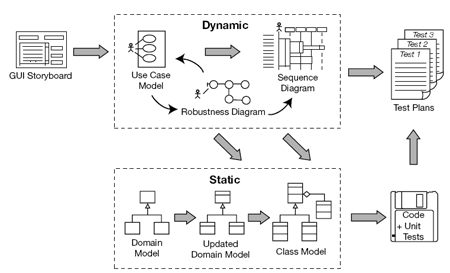 Dynamic
GUI Storyboard
Use Case
Model
Robustness Diagram
Sequence
Diagram
Test 3
Test 2
Test 1
Test Plans
Static
Domain
Model
Updated
Domain Model
Class Model
Code
+ Unit
Tests